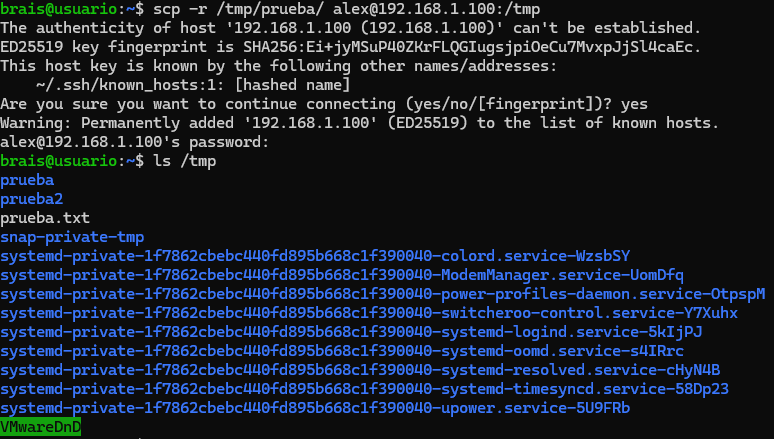 brais@usuario:~$ scp -r /tmp/prueba/ alex@192.168.1.100:/tmp
The authenticity of host '192.168.1.100 (192.168.1.100)' can't be established.
ED25519 key fingerprint is SHA256:Ei+jyMSuP40ZKrFLQGIugsjpiOeCu7MvxpJjSl4caEc.
This host key is known by the following other names/addresses:
    ~/.ssh/known_hosts:1: [hashed name]
Are you sure you want to continue connecting (yes/no/[fingerprint])? yes
Warning: Permanently added '192.168.1.100' (ED25519) to the list of known hosts.
alex@192.168.1.100's password:
brais@usuario:~$ ls /tmp
prueba
prueba2
prueba.txt
snap-private-tmp
systemd-private-1f7862cbebc440fd895b668c1f390040-colord.service-WzsbSY
systemd-private-1f7862cbebc440fd895b668c1f390040-ModemManager.service-UomDfq
systemd-private-1f7862cbebc440fd895b668c1f390040-power-profiles-daemon.service-OtpspM
systemd-private-1f7862cbebc440fd895b668c1f390040-switcheroo-control.service-Y7Xuhx
systemd-private-1f7862cbebc440fd895b668c1f390040-systemd-logind.service-5kIjPJ
systemd-private-1f7862cbebc440fd895b668c1f390040-systemd-oomd.service-s4IRrc
systemd-private-1f7862cbebc440fd895b668c1f390040-systemd-resolved.service-cHyN4B
systemd-private-1f7862cbebc440fd895b668c1f390040-systemd-timesyncd.service-58Dp23
systemd-private-1f7862cbebc440fd895b668c1f390040-upower.service-5U9FRb
VMwareDnD